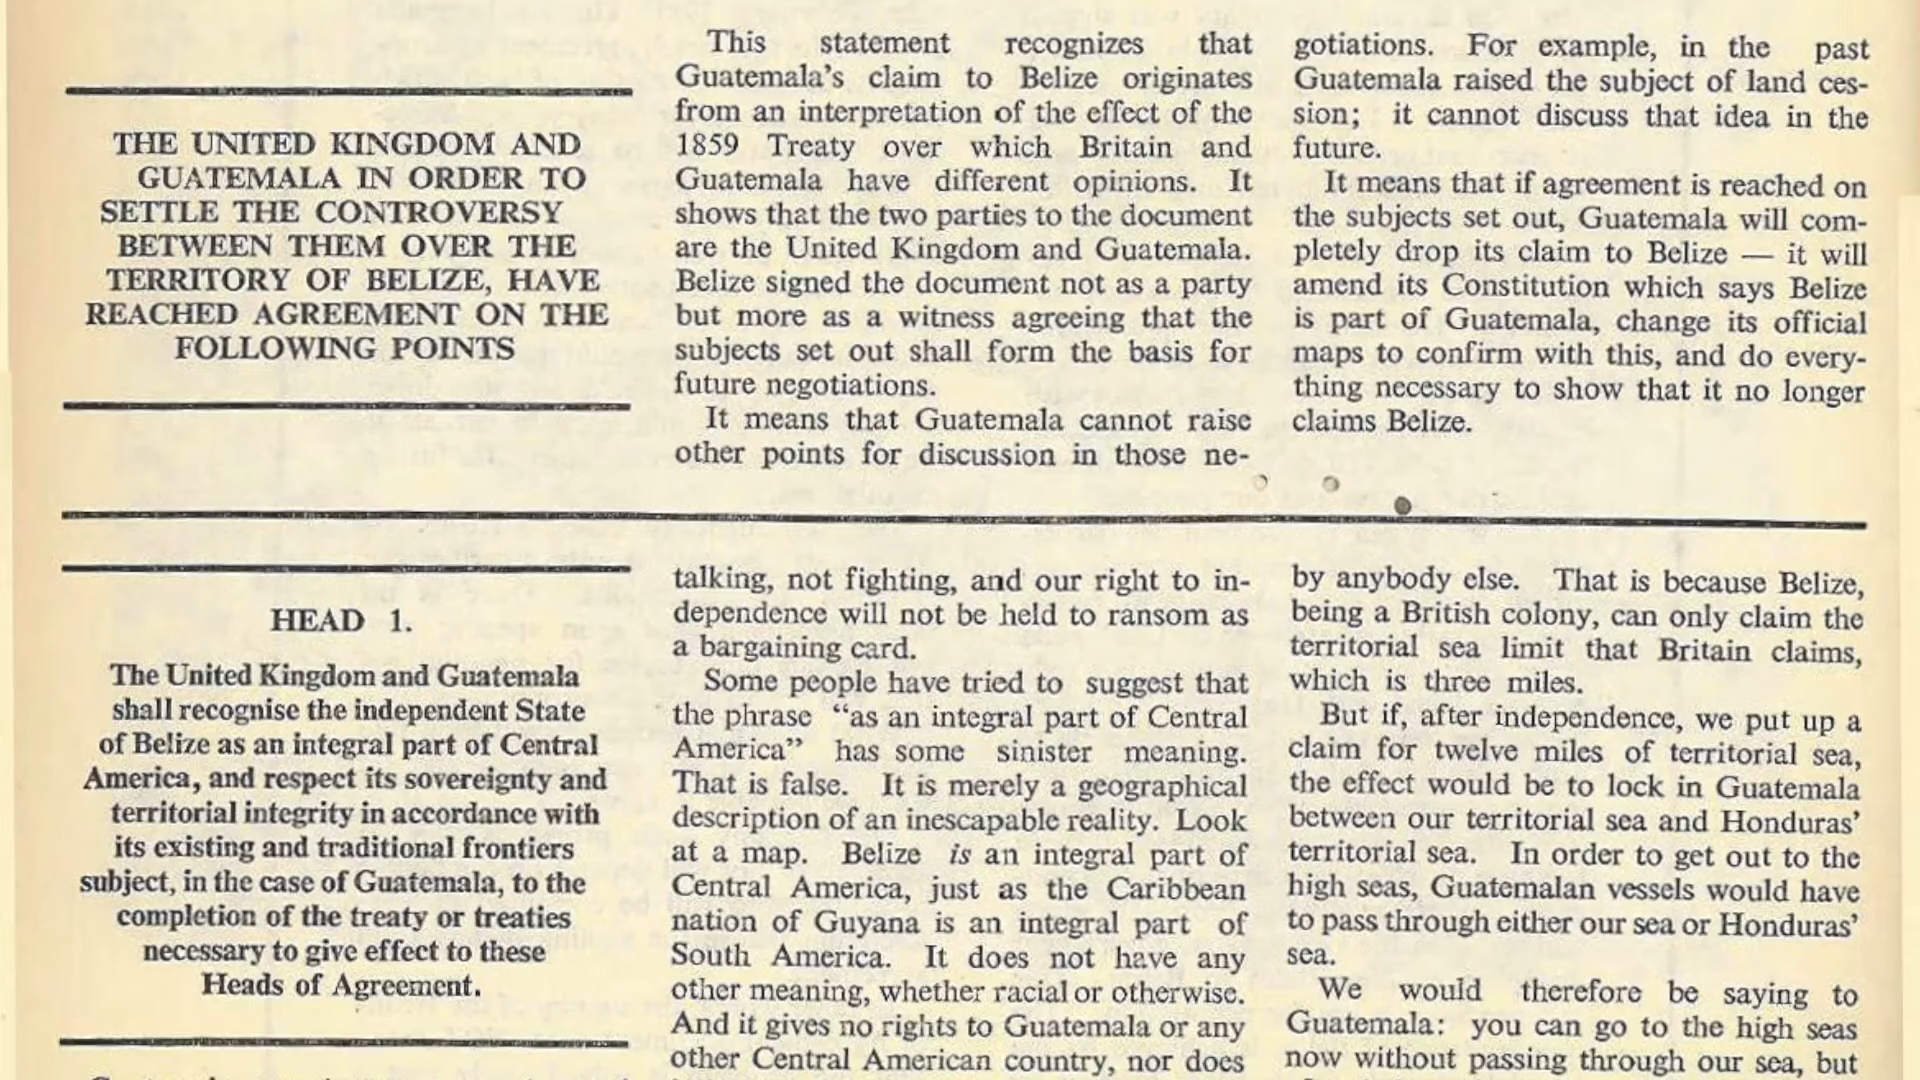 THE UNITED KINGDOM AND
GUATEMALA IN ORDER TO
SETTLE THE CONTROVERSY
BETWEEN THEM OVER THE
TERRITORY OF BELIZE, HAVE
REACHED AGREEMENT ON THE
FOLLOWING POINTS
This statement recognizes that
Guatemala's claim to Belize originates
from an interpretation of the effect of the
1859 Treaty over which Britain and
Guatemala have different opinions. It
shows that the two parties to the document
are the United Kingdom and Guatemala.
Belize signed the document not as a party
but more as a witness agreeing that the
subjects set out shall form the basis for
future negotiations.
It means that Guatemala cannot raise
other points for discussion in those ne-
gotiations. For example, in the past
Guatemala raised the subject of land ces-
sion; it cannot discuss that idea in the
future.
It means that if agreement is reached on
the subjects set out, Guatemala will com-
pletely drop its claim to Belize — it will
amend its Constitution which says Belize
is part of Guatemala, change its official
maps to confirm with this, and do every-
thing necessary to show that it no longer
claims Belize.
HEAD 1.
The United Kingdom and Guatemala
shall recognise the independent State
of Belize as an integral part of Central
America, and respect its sovereignty and
territorial integrity in accordance with
its existing and traditional frontiers
subject, in the case of Guatemala, to the
completion of the treaty or treaties
necessary to give effect to these
Heads of Agreement.
talking, not fighting, and our right to in-
dependence will not be held to ransom as
a bargaining card.
Some people have tried to suggest that
the phrase "as an integral part of Central
America" has some sinister meaning.
That is false. It is merely a geographical
description of an inescapable reality. Look
at a map. Belize is an integral part of
Central America, just as the Caribbean
nation of Guyana is an integral part of
South America. It does not have any
other meaning, whether racial or otherwise.
And it gives no rights to Guatemala or any
other Central American country, nor does
by anybody else. That is because Belize,
being a British colony, can only claim the
territorial sea limit that Britain claims,
which is three miles.
But if, after independence, we put up a
claim for twelve miles of territorial sea,
the effect would be to lock in Guatemala
between our territorial sea and Honduras'
territorial sea. In order to get out to the
high seas, Guatemalan vessels would have
to pass through either our sea or Honduras'
sea.
We would therefore be saying to
Guatemala: you can go to the high seas
now without passing through our sea, but